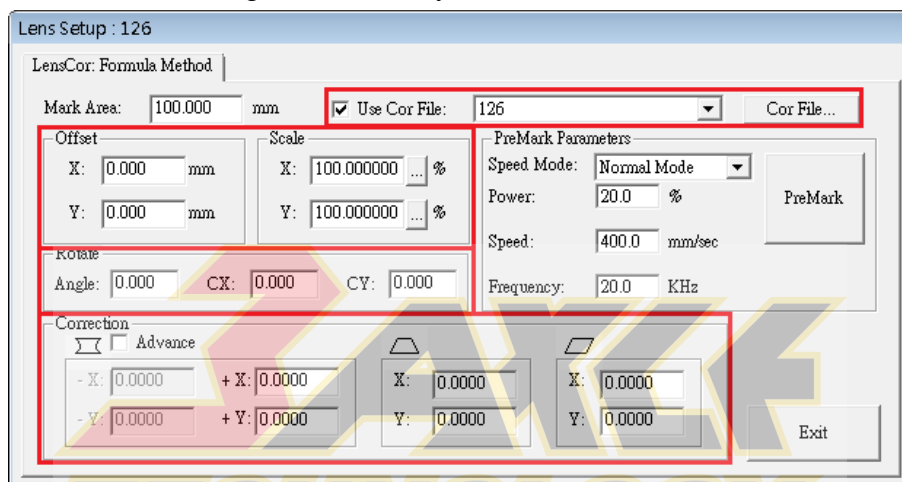 Lens Setup : 126
LensCor: Formula Method
Mark Area: 100.000 mm Use Cor File: 126 Cor File...
Offset Scale PreMark Parameters
X: 0.000 mm X: 100.000000 ... % Speed Mode: Normal Mode
Power: 20.0 % PreMark
Y: 0.000 mm Y: 100.000000 ... %
Speed: 400.0 mm/sec
Rotate
Angle: 0.000 CX: 0.000 CY: 0.000 Frequency: 20.0 KHz
Correction
Advance
- X: 0.0000 + X: 0.0000 X: 0.0000 X: 0.0000
- Y: 0.0000 + Y: 0.0000 Y: 0.0000 Y: 0.0000
Exit